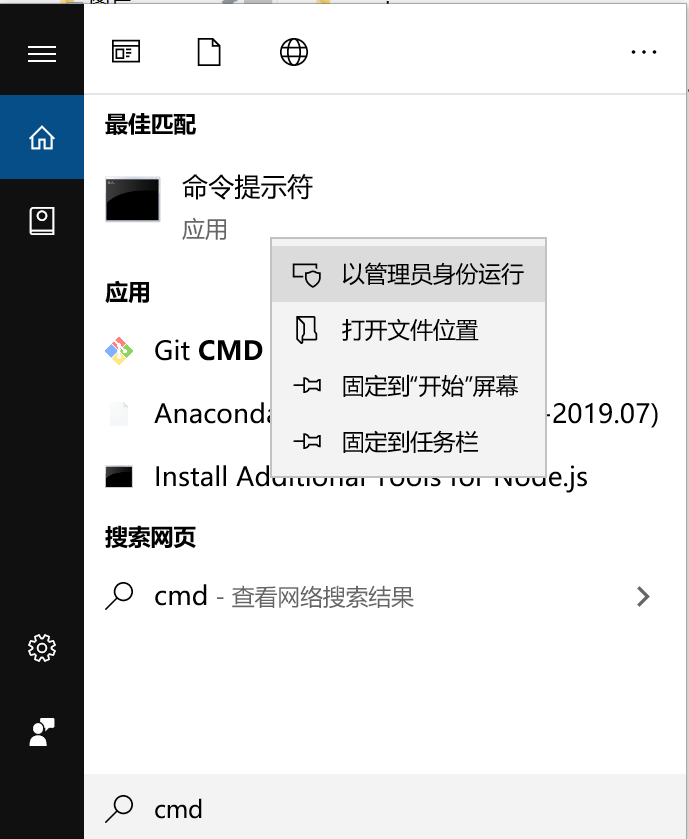 最佳匹配
命令提示符
应用
以管理员身份运行
应用
打开文件位置
Git CMD
固定到“开始”屏幕
Anaconda
-2019.07)
固定到任务栏
Install Additional Tools for Node.js
搜索网页
cmd - 查看网络搜索结果
cmd